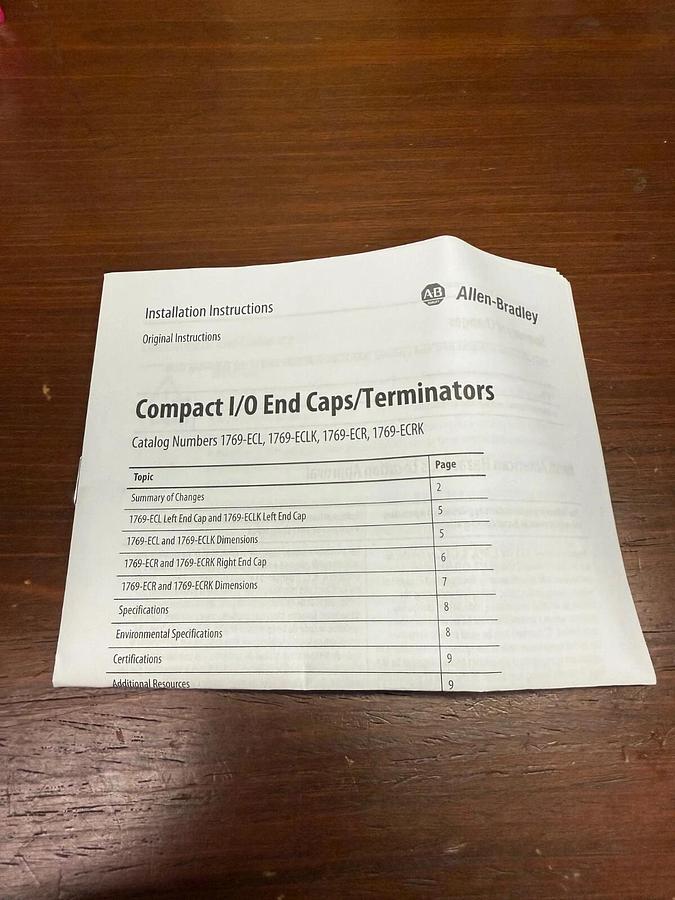 Installation Instructions
AB Allen-Bradley
Original Instructions
Compact I/O End Caps/Terminators
Catalog Numbers 1769-ECL, 1769-ECLK, 1769-ECR, 1769-ECRK
Topic Page
Summary of Changes 2
1769-ECL Left End Cap and 1769-ECLK Left End Cap 5
1769-ECL and 1769-ECLK Dimensions 5
1769-ECR and 1769-ECRK Right End Cap 6
1769-ECR and 1769-ECRK Dimensions 7
Specifications 8
Environmental Specifications 8
Certifications 9
Additional Resources 9